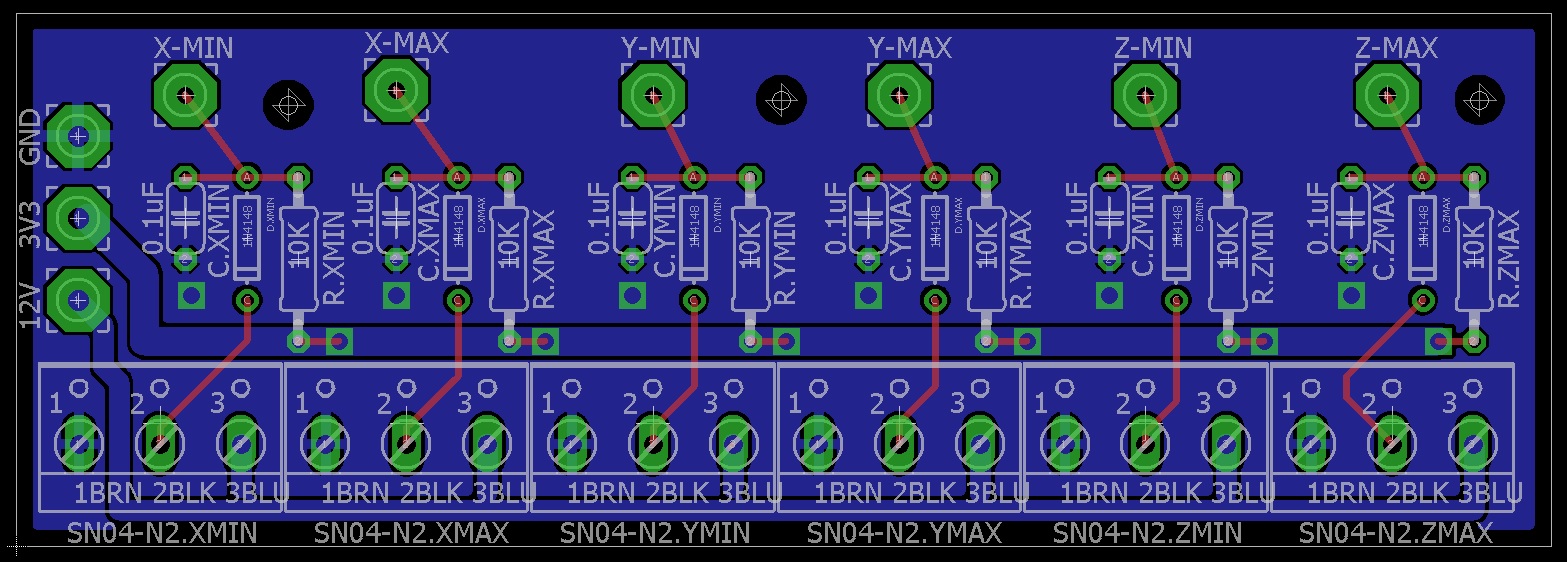 X-MIN
X-MAX
Y-MIN
Y-MAX
Z-MIN
Z-MAX
GND
3V3
12V
0.1uF
C.XMIN
1N4148
D.XMIN
10K
R.XMIN
0.1uF
C.XMAX
1N4148
D.XMAX
10K
R.XMAX
0.1uF
C.YMIN
1N4148
D.YMIN
10K
R.YMIN
0.1uF
C.YMAX
1N4148
D.YMAX
10K
R.YMAX
0.1uF
C.ZMIN
1N4148
D.ZMIN
10K
R.ZMIN
0.1uF
C.ZMAX
1N4148
D.ZMAX
10K
R.ZMAX
A A A A A A
C C C C C C
1 2 3
1 2 3
1 2 3
1 2 3
1 2 3
1 2 3
1BRN 2BLK 3BLU
1BRN 2BLK 3BLU
1BRN 2BLK 3BLU
1BRN 2BLK 3BLU
1BRN 2BLK 3BLU
1BRN 2BLK 3BLU
SN04-N2.XMIN
SN04-N2.XMAX
SN04-N2.YMIN
SN04-N2.YMAX
SN04-N2.ZMIN
SN04-N2.ZMAX